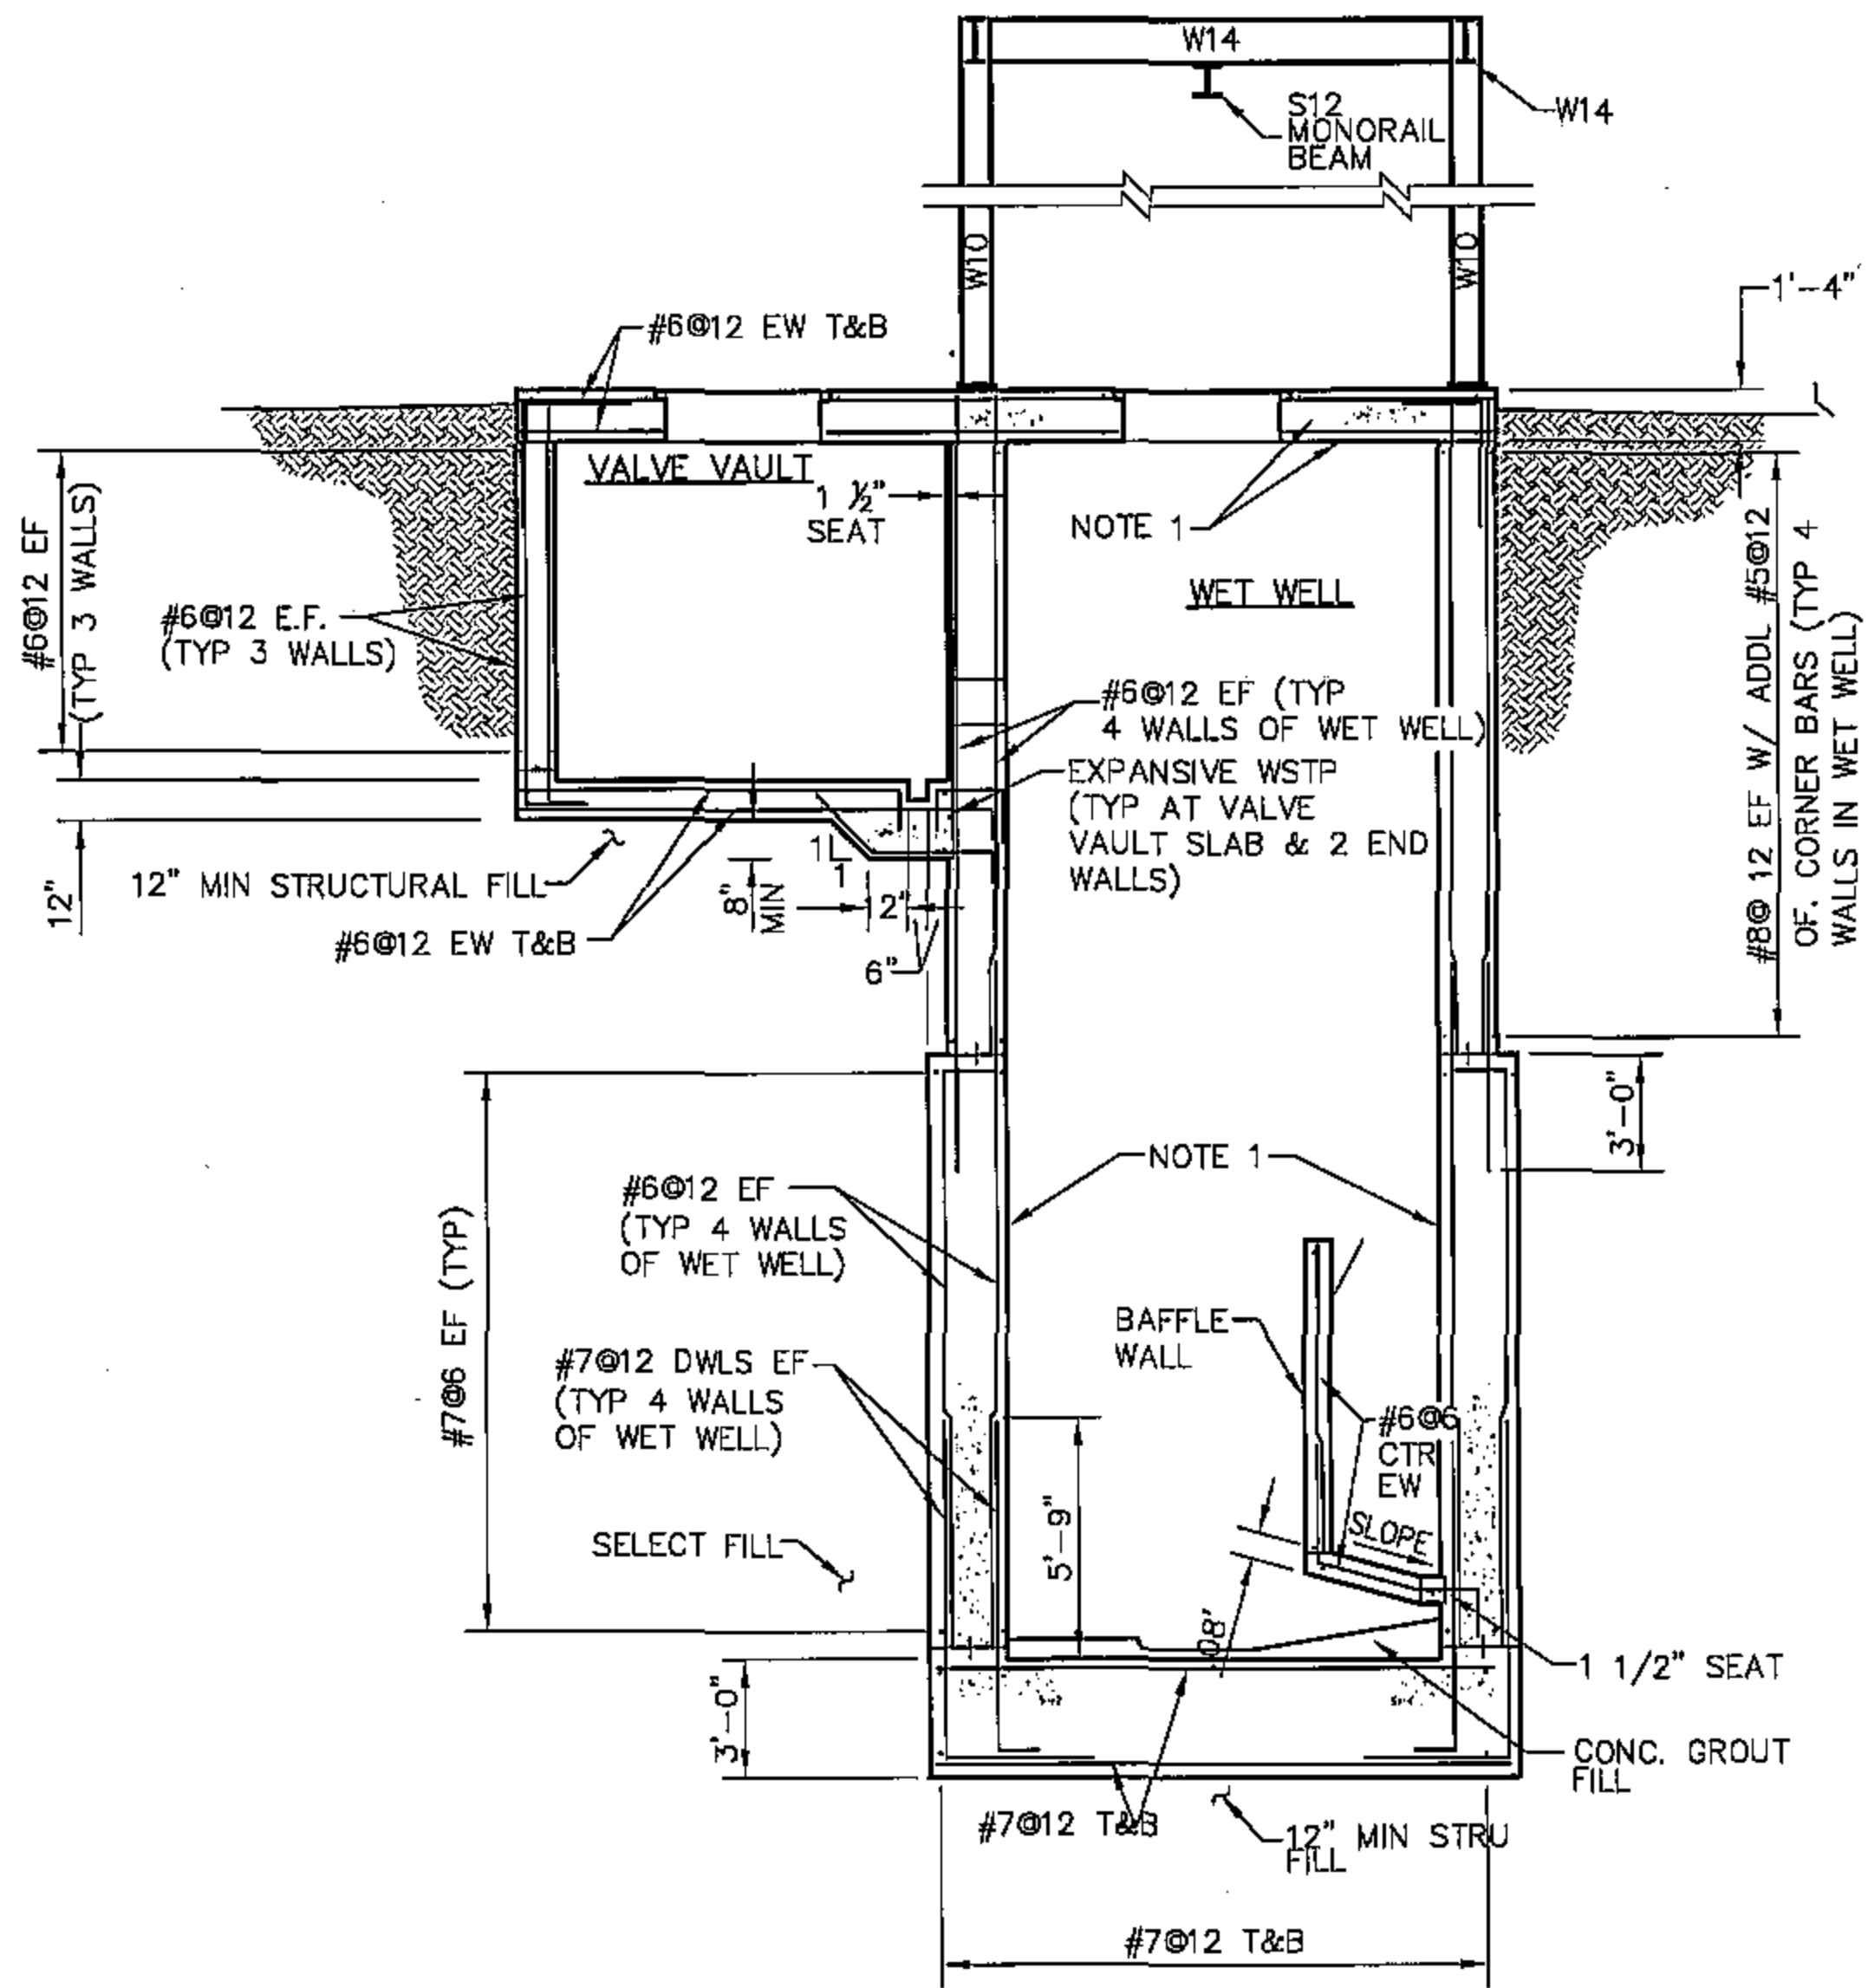 W14
S12
MONORAIL
BEAM
W14
W10
W10
1'-4"
#6@12 EW T&B
VALVE VAULT
1 ½"
SEAT
NOTE 1
WET WELL
#6@12 EF
(TYP 3 WALLS)
#6@12 E.F.
(TYP 3 WALLS)
#8@ 12 EF W/ ADDL #5@12
OF. CORNER BARS (TYP 4
WALLS IN WET WELL)
#6@12 EF (TYP
4 WALLS OF WET WELL)
EXPANSIVE WSTP
(TYP AT VALVE
VAULT SLAB & 2 END
WALLS)
12"
12" MIN STRUCTURAL FILL
#6@12 EW T&B
1
1
8"
MIN
2'
6"
3'-0"
NOTE 1
#7@6 EF (TYP)
#6@12 EF
(TYP 4 WALLS
OF WET WELL)
BAFFLE
WALL
#7@12 DWLS EF
(TYP 4 WALLS
OF WET WELL)
#6@6
CTR
EW
SLOPE
5'-9"
SELECT FILL
.08'
1 1/2" SEAT
3'-0"
CONC. GROUT
FILL
#7@12 T&B
12" MIN STRU
FILL
#7@12 T&B